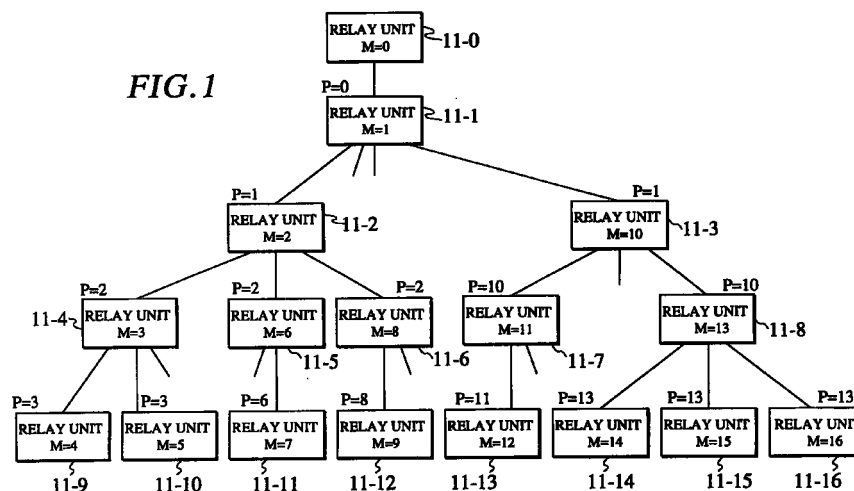 RELAY UNIT
M=0
11-0
FIG.1
P=0
RELAY UNIT
M=1
11-1
P=1
RELAY UNIT
M=2
11-2
P=1
RELAY UNIT
M=10
11-3
P=2
RELAY UNIT
M=3
11-4
P=2
RELAY UNIT
M=6
11-5
P=2
RELAY UNIT
M=8
11-6
P=10
RELAY UNIT
M=11
11-7
P=10
RELAY UNIT
M=13
11-8
P=3
RELAY UNIT
M=4
11-9
P=3
RELAY UNIT
M=5
11-10
P=6
RELAY UNIT
M=7
11-11
P=8
RELAY UNIT
M=9
11-12
P=11
RELAY UNIT
M=12
11-13
P=13
RELAY UNIT
M=14
11-14
P=13
RELAY UNIT
M=15
11-15
P=13
RELAY UNIT
M=16
11-16